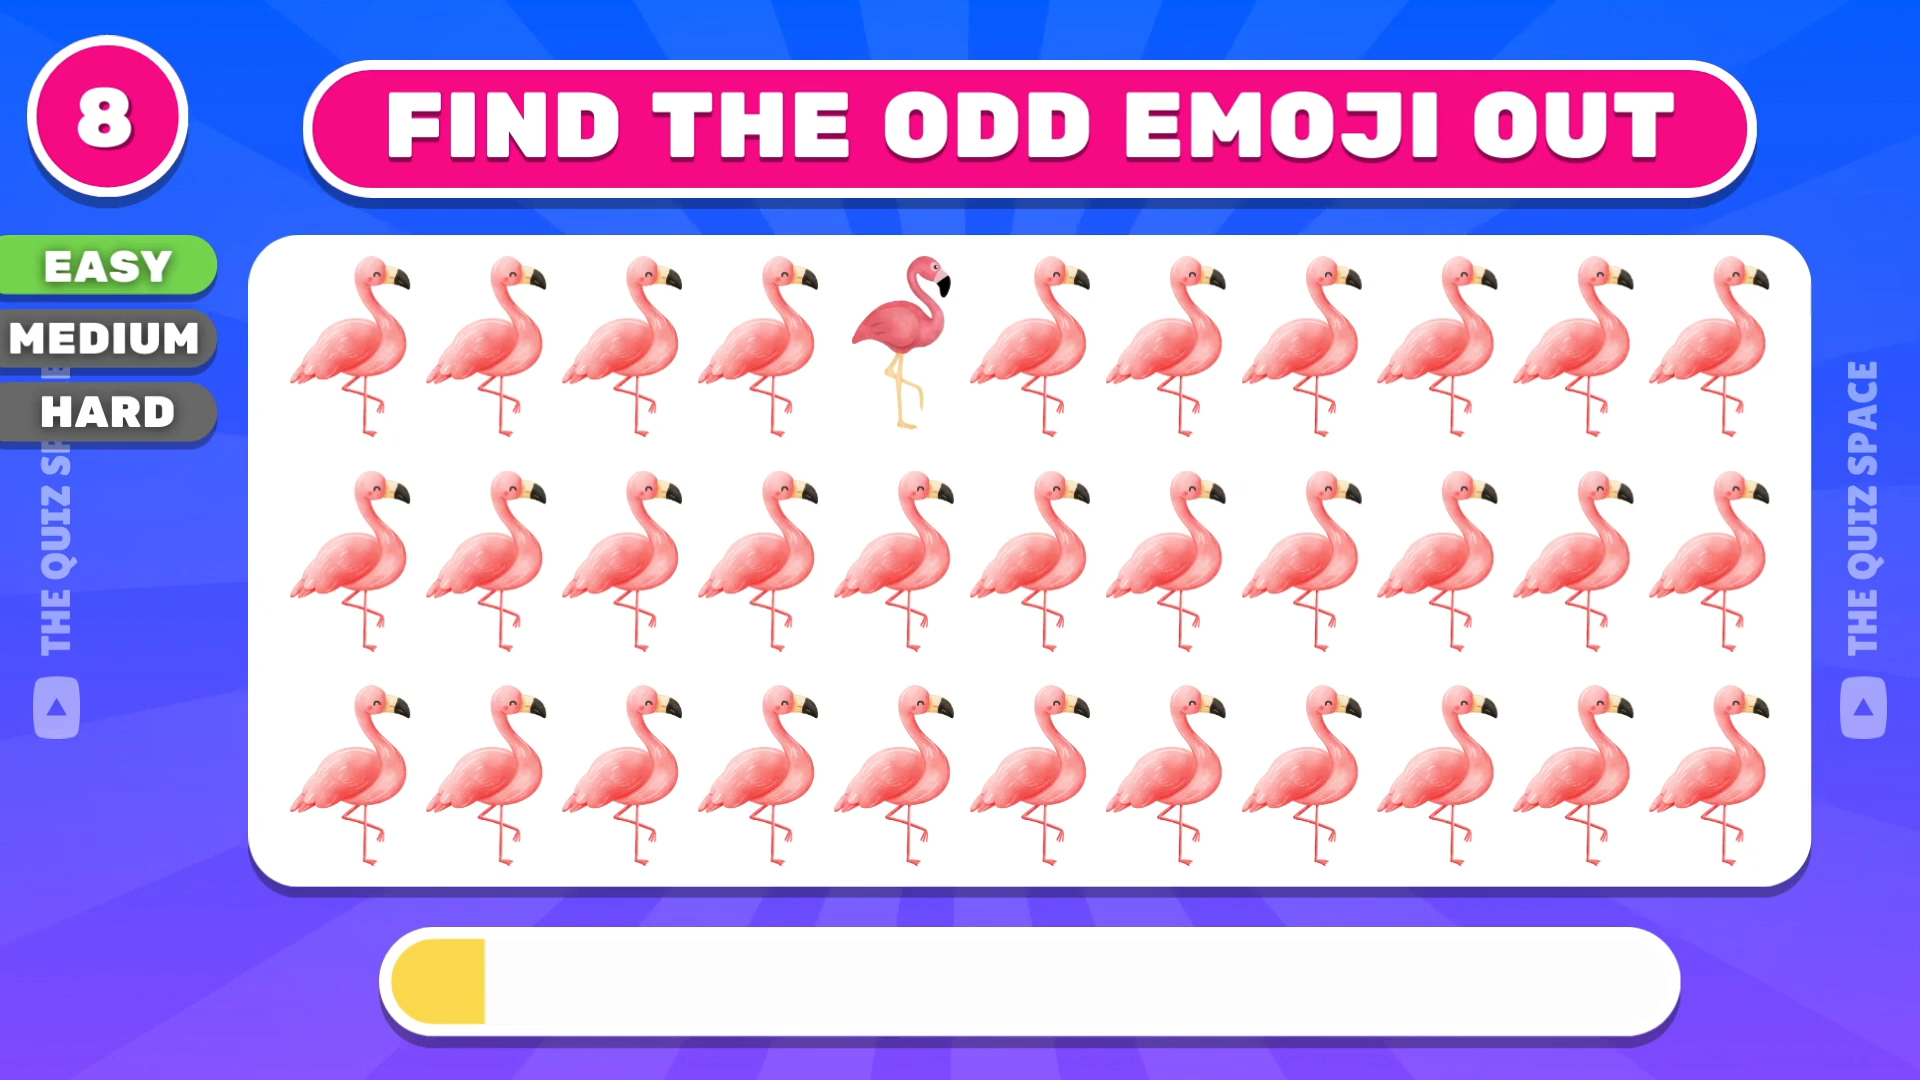 8
FIND THE ODD EMOJI OUT
EASY
MEDIUM
HARD
THE QUIZ SPACE